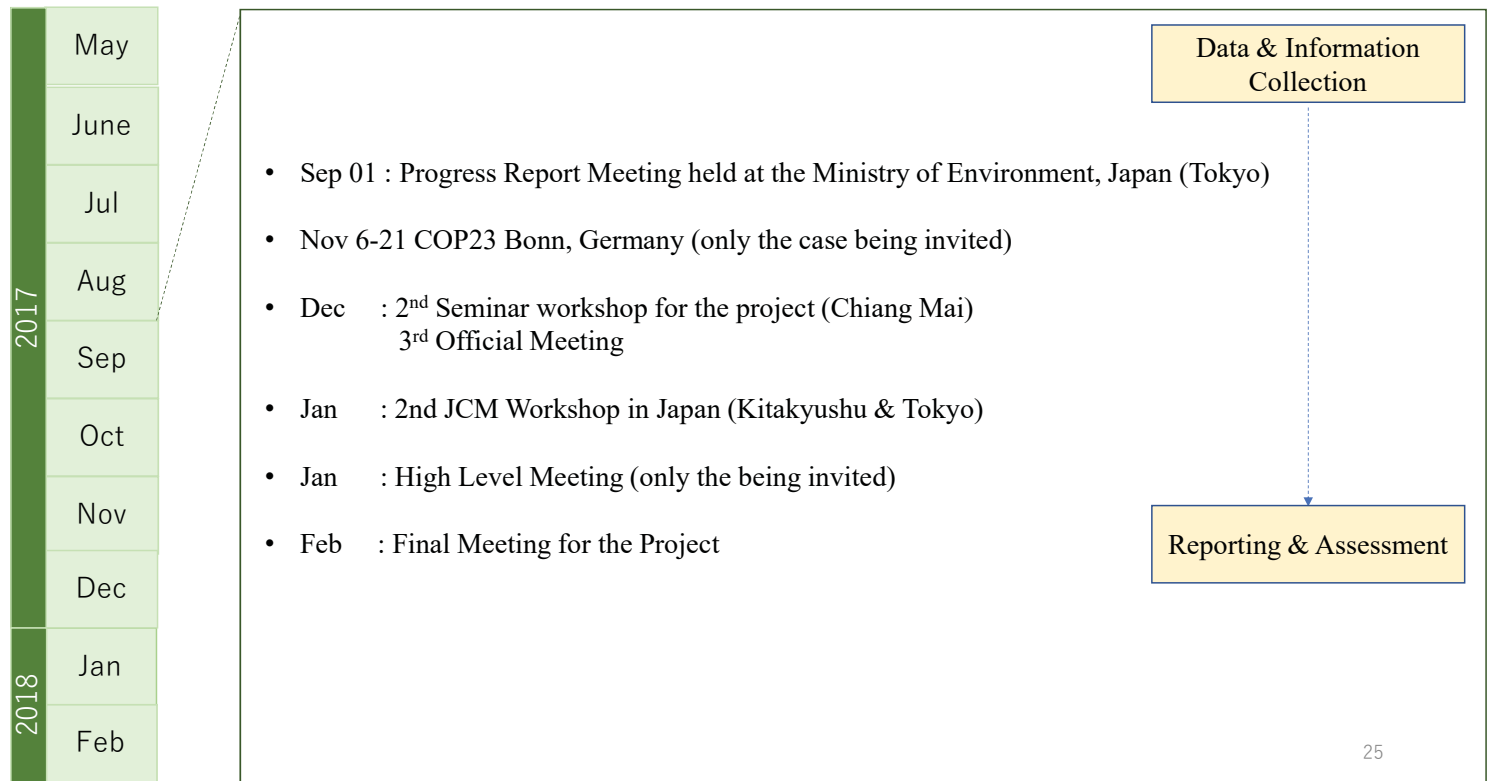 2017
May
June
Jul
Aug
Sep
Oct
Nov
Dec
2018
Jan
Feb
Data & Information
Collection
• Sep 01 : Progress Report Meeting held at the Ministry of Environment, Japan (Tokyo)
• Nov 6-21 COP23 Bonn, Germany (only the case being invited)
• Dec : 2nd Seminar workshop for the project (Chiang Mai)
3rd Official Meeting
• Jan : 2nd JCM Workshop in Japan (Kitakyushu & Tokyo)
• Jan : High Level Meeting (only the being invited)
• Feb : Final Meeting for the Project
Reporting & Assessment
25